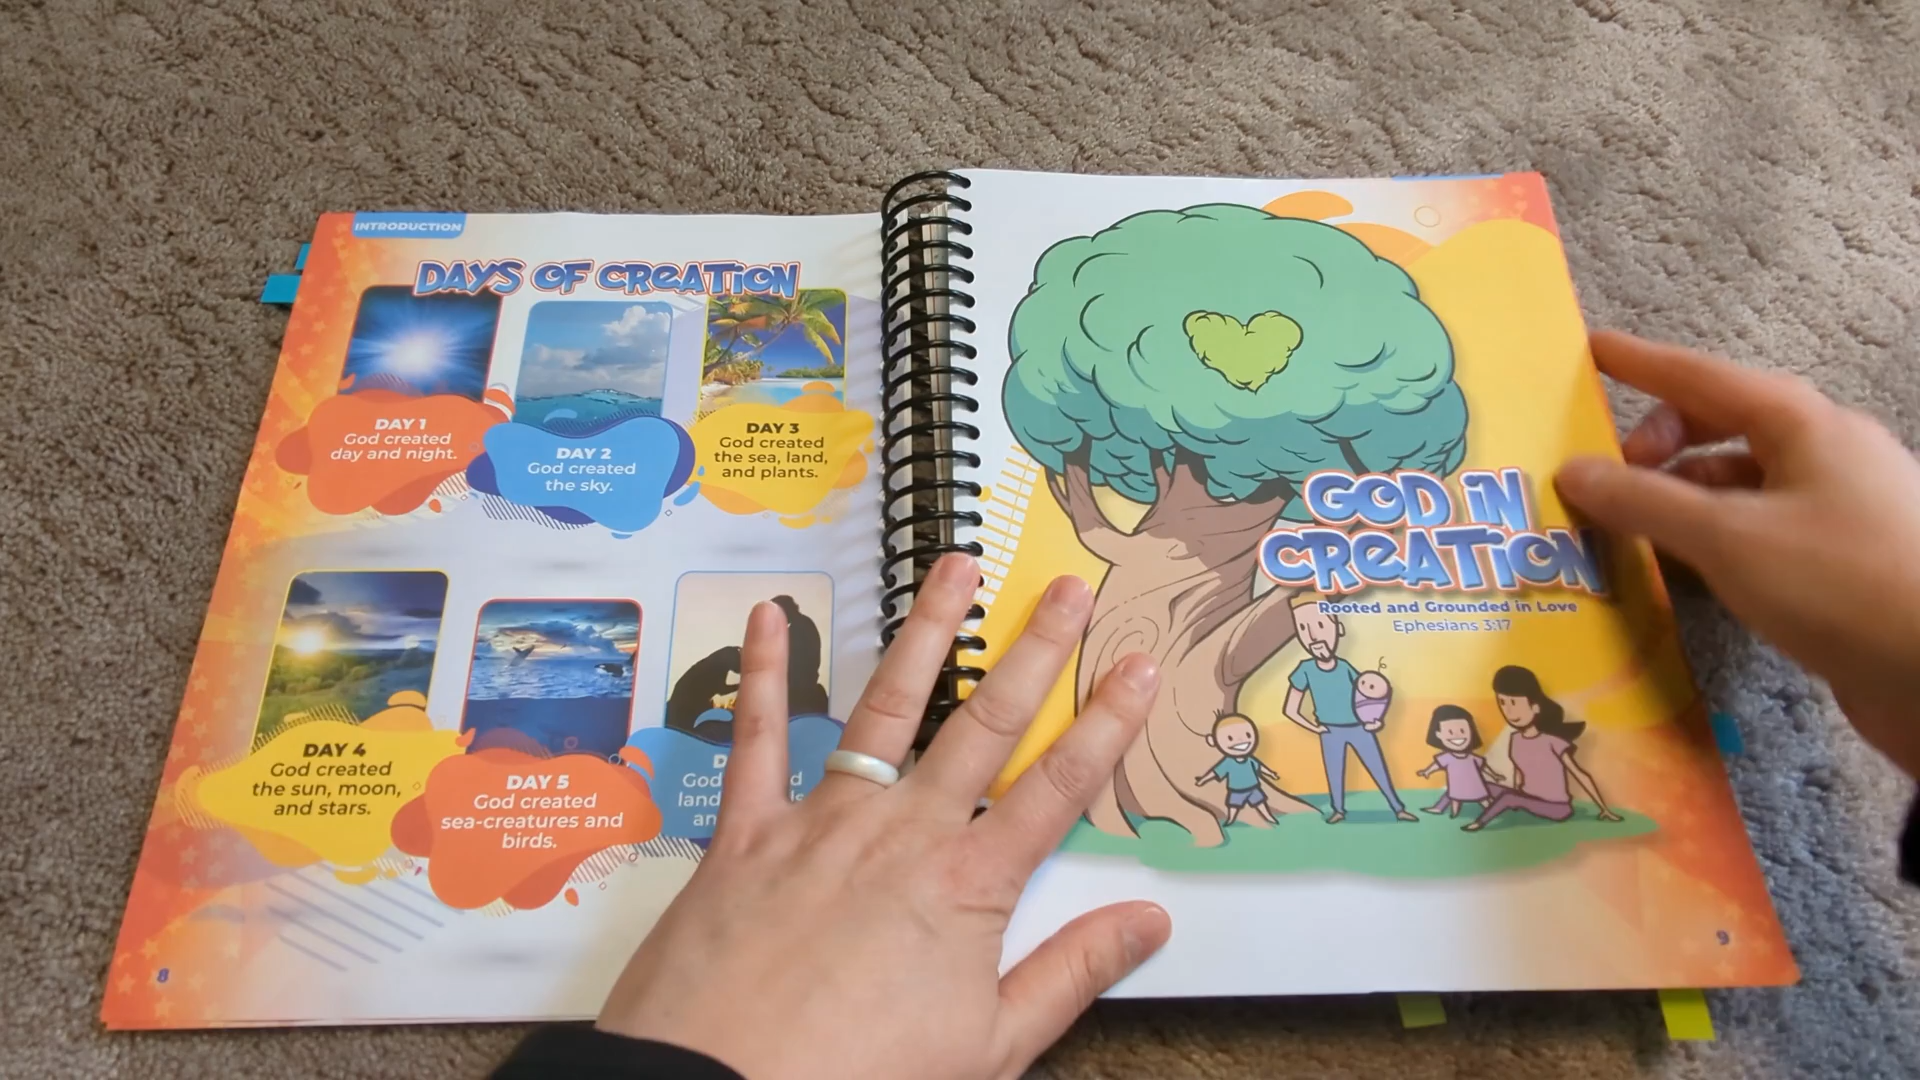 INTRODUCTION
DAYS OF CREATION
DAY 1
God created
day and night.
DAY 2
God created
the sky.
DAY 3
God created
the sea, land,
and plants.
DAY 4
God created
the sun, moon,
and stars.
DAY 5
God created
sea-creatures and
birds.
God
land
8
GOD IN
CREATION
Rooted and Grounded in Love
Ephesians 3:17
9